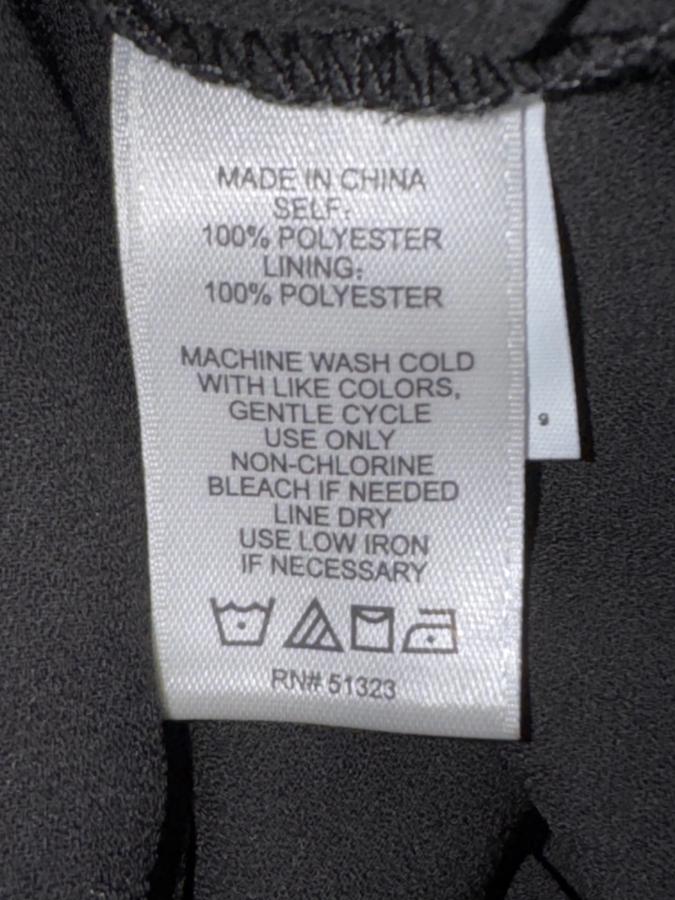 MADE IN CHINA
SELF:
100% POLYESTER
LINING:
100% POLYESTER
MACHINE WASH COLD
WITH LIKE COLORS,
GENTLE CYCLE
USE ONLY
NON-CHLORINE
BLEACH IF NEEDED
LINE DRY
USE LOW IRON
IF NECESSARY
RN# 51323
9